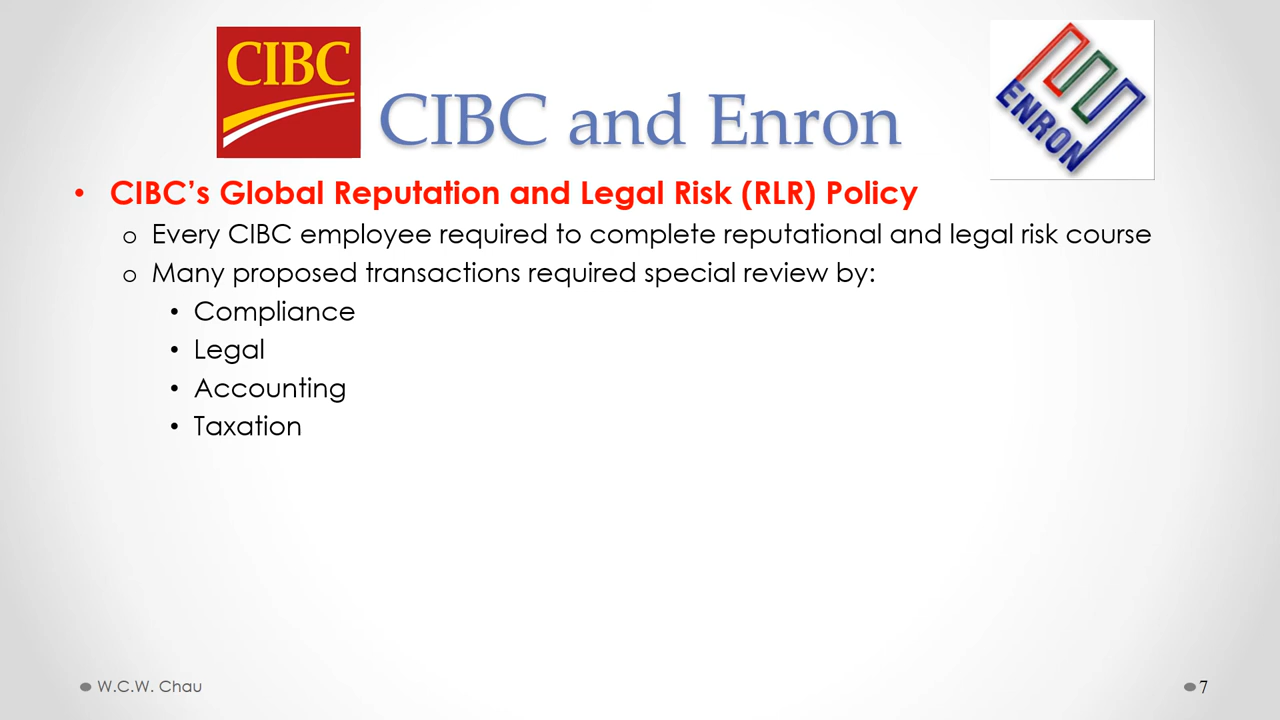 CIBC
ENRON
CIBC and Enron
• CIBC’s Global Reputation and Legal Risk (RLR) Policy
o Every CIBC employee required to complete reputational and legal risk course
o Many proposed transactions required special review by:
• Compliance
• Legal
• Accounting
• Taxation
W.C.W. Chau
7